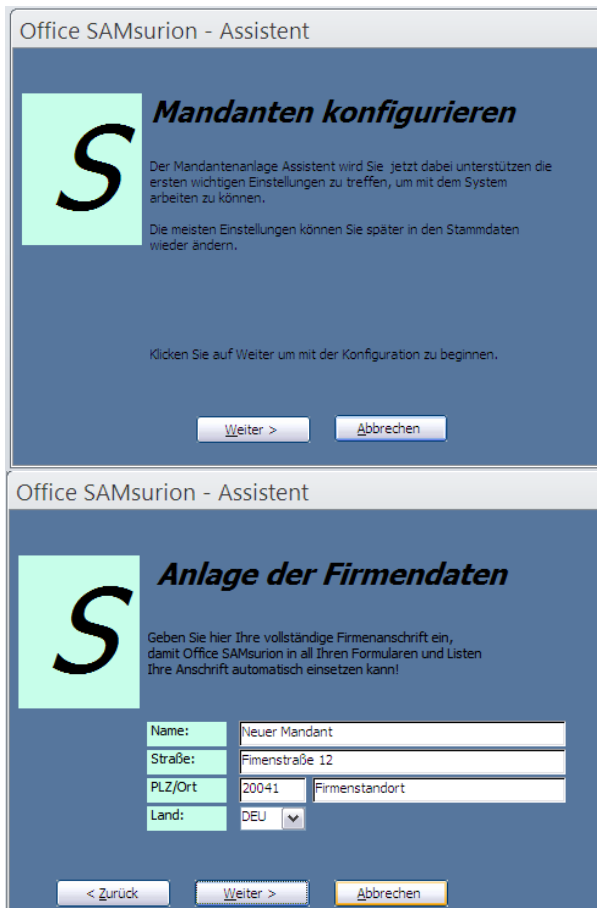 Office SAMsurion - Assistent
S
Mandanten konfigurieren
Der Mandantenanlage Assistent wird Sie jetzt dabei unterstützen die
ersten wichtigen Einstellungen zu treffen, um mit dem System
arbeiten zu können.
Die meisten Einstellungen können Sie später in den Stammdaten
wieder ändern.
Klicken Sie auf Weiter um mit der Konfiguration zu beginnen.
Weiter > Abbrechen
Office SAMsurion - Assistent
S
Anlage der Firmendaten
Geben Sie hier Ihre vollständige Firmenanschrift ein,
damit Office SAMsurion in all Ihren Formularen und Listen
Ihre Anschrift automatisch einsetzen kann!
Name: Neuer Mandant
Straße: Fimenstraße 12
PLZ/Ort 20041 Firmenstandort
Land: DEU
< Zurück Weiter > Abbrechen